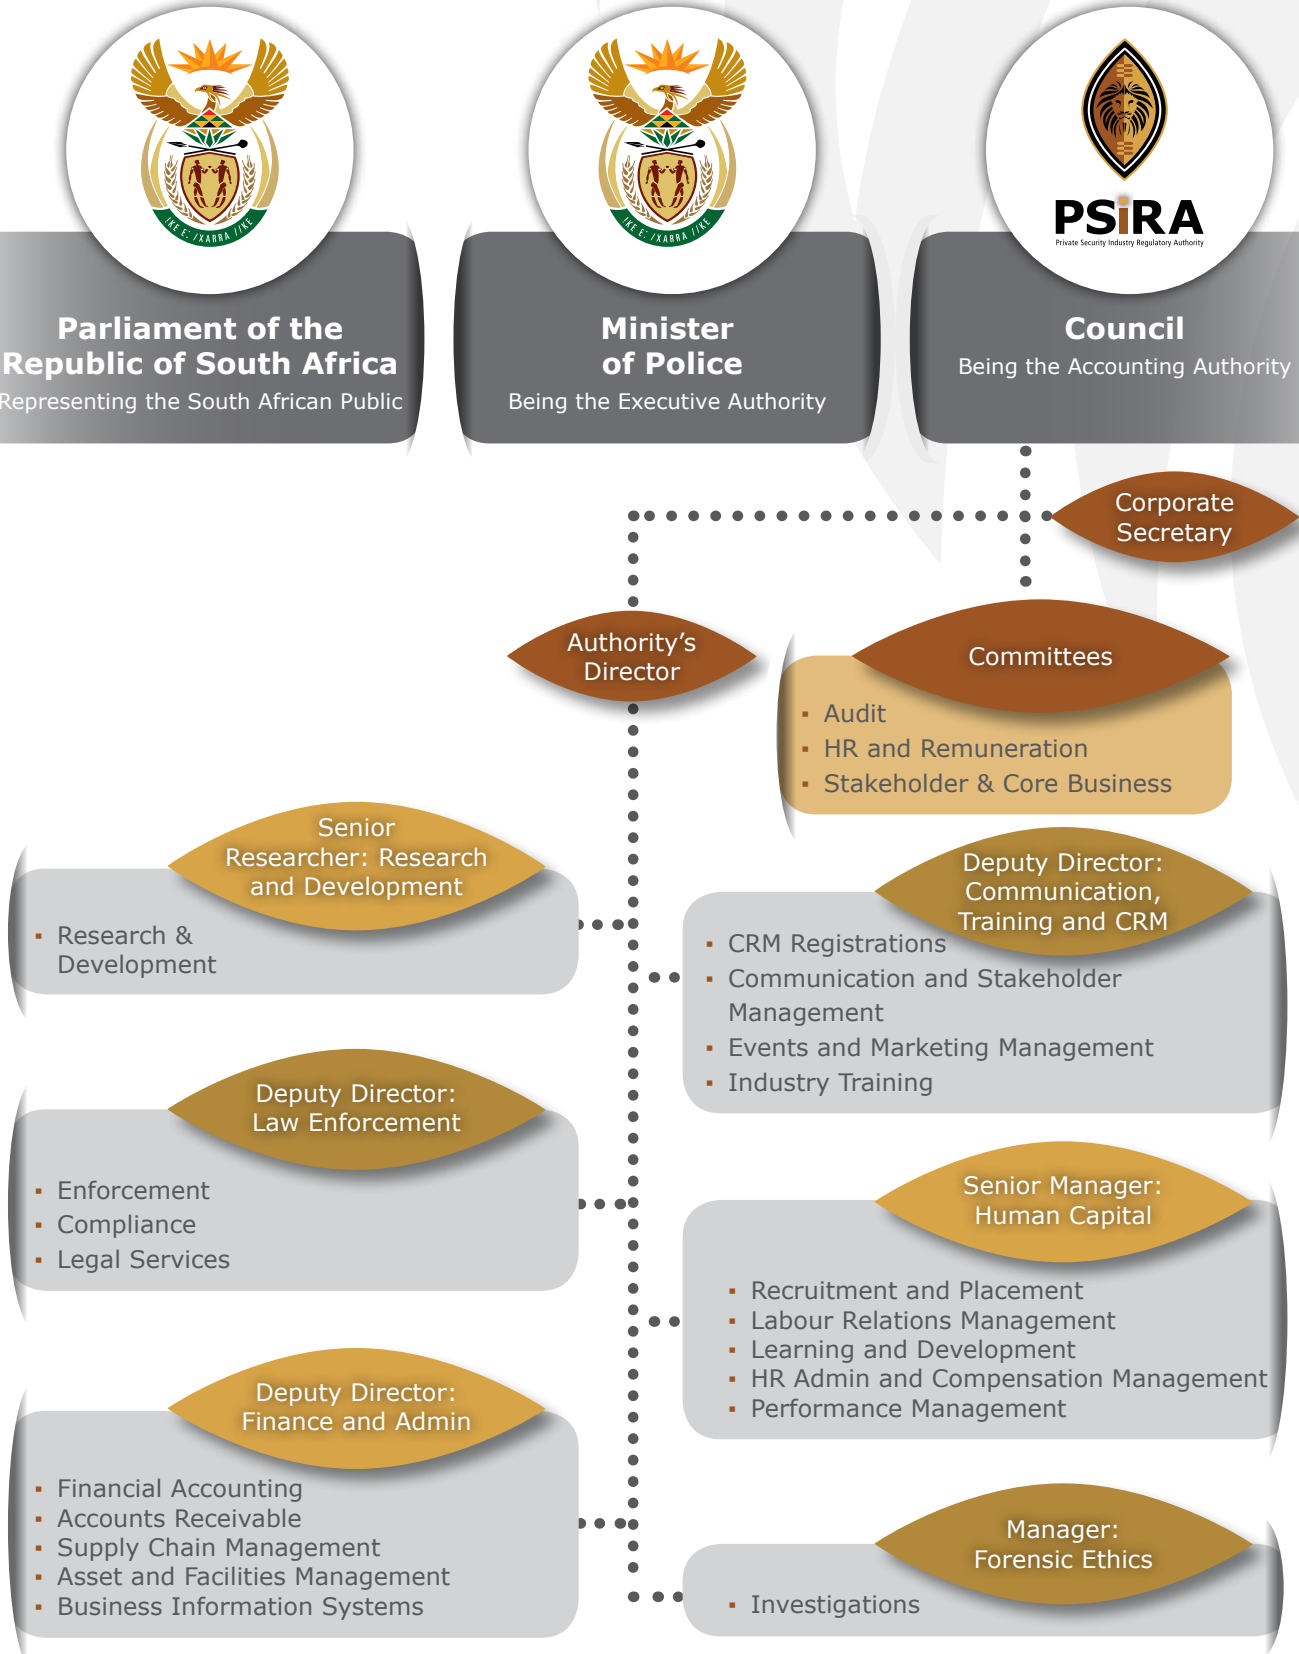 !KE E: /XARRA //KE
!KE E: /XARRA //KE
PSiRA
Private Security Industry Regulatory Authority
Parliament of the
Republic of South Africa
Representing the South African Public
Minister
of Police
Being the Executive Authority
Council
Being the Accounting Authority
Corporate
Secretary
Authority’s
Director
Committees
▪ Audit
▪ HR and Remuneration
▪ Stakeholder & Core Business
Senior
Researcher: Research
and Development
▪ Research &
Development
Deputy Director:
Communication,
Training and CRM
▪ CRM Registrations
▪ Communication and Stakeholder
Management
▪ Events and Marketing Management
▪ Industry Training
Deputy Director:
Law Enforcement
▪ Enforcement
▪ Compliance
▪ Legal Services
Senior Manager:
Human Capital
▪ Recruitment and Placement
▪ Labour Relations Management
▪ Learning and Development
▪ HR Admin and Compensation Management
▪ Performance Management
Deputy Director:
Finance and Admin
▪ Financial Accounting
▪ Accounts Receivable
▪ Supply Chain Management
▪ Asset and Facilities Management
▪ Business Information Systems
Manager:
Forensic Ethics
▪ Investigations